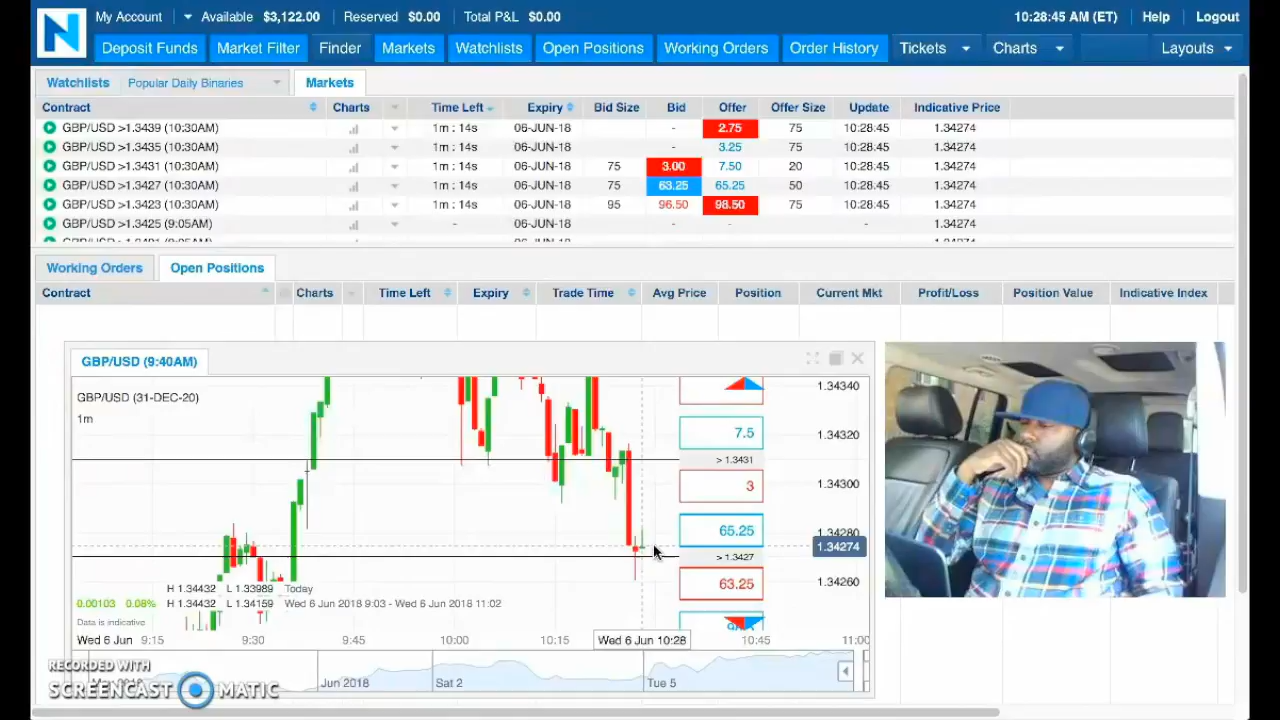 N My Account Available $3,122.00 Reserved $0.00 Total P&L $0.00 10:28:45 AM (ET) Help Logout
Deposit Funds Market Filter Finder Markets Watchlists Open Positions Working Orders Order History Tickets Charts Layouts
Watchlists Popular Daily Binaries Markets
Contract Charts Time Left Expiry Bid Size Bid Offer Offer Size Update Indicative Price
GBP/USD >1.3439 (10:30AM) 1m : 14s 06-JUN-18 - 2.75 75 10:28:45 1.34274
GBP/USD >1.3435 (10:30AM) 1m : 14s 06-JUN-18 - 3.25 75 10:28:45 1.34274
GBP/USD >1.3431 (10:30AM) 1m : 14s 06-JUN-18 75 3.00 7.50 20 10:28:45 1.34274
GBP/USD >1.3427 (10:30AM) 1m : 14s 06-JUN-18 75 63.25 65.25 50 10:28:45 1.34274
GBP/USD >1.3423 (10:30AM) 1m : 14s 06-JUN-18 95 96.50 98.50 75 10:28:45 1.34274
GBP/USD >1.3425 (9:05AM) - 06-JUN-18 - - - 1.34274
Working Orders Open Positions
Contract Charts Time Left Expiry Trade Time Avg Price Position Current Mkt Profit/Loss Position Value Indicative Index
GBP/USD (9:40AM)
GBP/USD (31-DEC-20)
1m
1.34340
7.5 1.34320
> 1.3431
3 1.34300
65.25 1.34280
1.34274
> 1.3427
63.25 1.34260
H 1.34432 L 1.33989 Today
0.00103 0.08% H 1.34432 L 1.34159 Wed 6 Jun 2018 9:03 - Wed 6 Jun 2018 11:02
Data is indicative
Wed 6 Jun 9:15 9:30 9:45 10:00 10:15 Wed 6 Jun 10:28 10:45 11:00
RECORDED WITH
SCREENCAST MATIC
Jun 2018 Sat 2 Tue 5